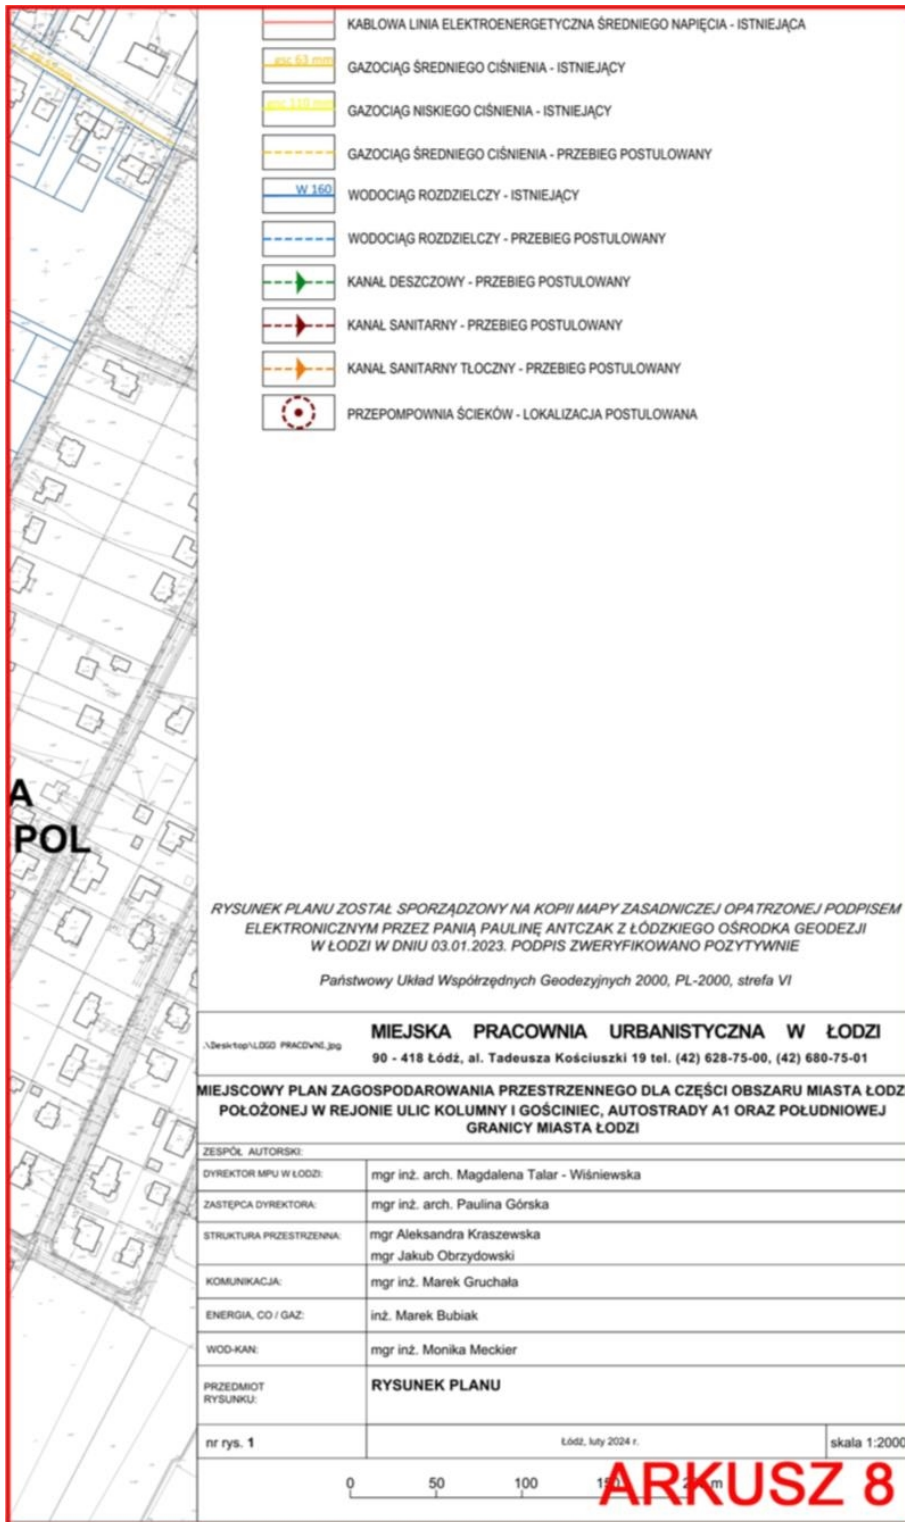 KABLOWA LINIA ELEKTROENERGETYCZNA ŚREDNIEGO NAPIĘCIA - ISTNIEJĄCA
gsc 63 mm
GAZOCIĄG ŚREDNIEGO CIŚNIENIA - ISTNIEJĄCY
GAZOCIĄG NISKIEGO CIŚNIENIA - ISTNIEJĄCY
GAZOCIĄG ŚREDNIEGO CIŚNIENIA - PRZEBIEG POSTULOWANY
W 160
WODOCIĄG ROZDZIELCZY - ISTNIEJĄCY
WODOCIĄG ROZDZIELCZY - PRZEBIEG POSTULOWANY
KANAŁ DESZCZOWY - PRZEBIEG POSTULOWANY
KANAŁ SANITARNY - PRZEBIEG POSTULOWANY
KANAŁ SANITARNY TŁOCZNY - PRZEBIEG POSTULOWANY
PRZEPOMPOWNIA ŚCIEKÓW - LOKALIZACJA POSTULOWANA
A
POL
RYSUNEK PLANU ZOSTAŁ SPORZĄDZONY NA KOPII MAPY ZASADNICZEJ OPATRZONEJ PODPISEM
ELEKTRONICZNYM PRZEZ PANIĄ PAULINĘ ANTCZAK Z ŁÓDZKIEGO OŚRODKA GEODEZJI
W ŁODZI W DNIU 03.01.2023. PODPIS ZWERYFIKOWANO POZYTYWNIE
Państwowy Układ Współrzędnych Geodezyjnych 2000, PL-2000, strefa VI
.\Desktop\LOGO PRACOWNI.jpg
MIEJSKA PRACOWNIA URBANISTYCZNA W ŁODZI
90 - 418 Łódź, al. Tadeusza Kościuszki 19 tel. (42) 628-75-00, (42) 680-75-01
MIEJSCOWY PLAN ZAGOSPODAROWANIA PRZESTRZENNEGO DLA CZĘŚCI OBSZARU MIASTA ŁODZI
POŁOŻONEJ W REJONIE ULIC KOLUMNY I GOŚCINIEC, AUTOSTRADY A1 ORAZ POŁUDNIOWEJ
GRANICY MIASTA ŁODZI
ZESPÓŁ AUTORSKI:
DYREKTOR MPU W ŁODZI: mgr inż. arch. Magdalena Talar - Wiśniewska
ZASTĘPCA DYREKTORA: mgr inż. arch. Paulina Górska
STRUKTURA PRZESTRZENNA: mgr Aleksandra Kraszewska
mgr Jakub Obrzydowski
KOMUNIKACJA: mgr inż. Marek Gruchała
ENERGIA, CO / GAZ: inż. Marek Bubiak
WOD-KAN: mgr inż. Monika Meckier
PRZEDMIOT
RYSUNKU:
RYSUNEK PLANU
nr rys. 1 Łódź, luty 2024 r. skala 1:2000
0 50 100 m
ARKUSZ 8